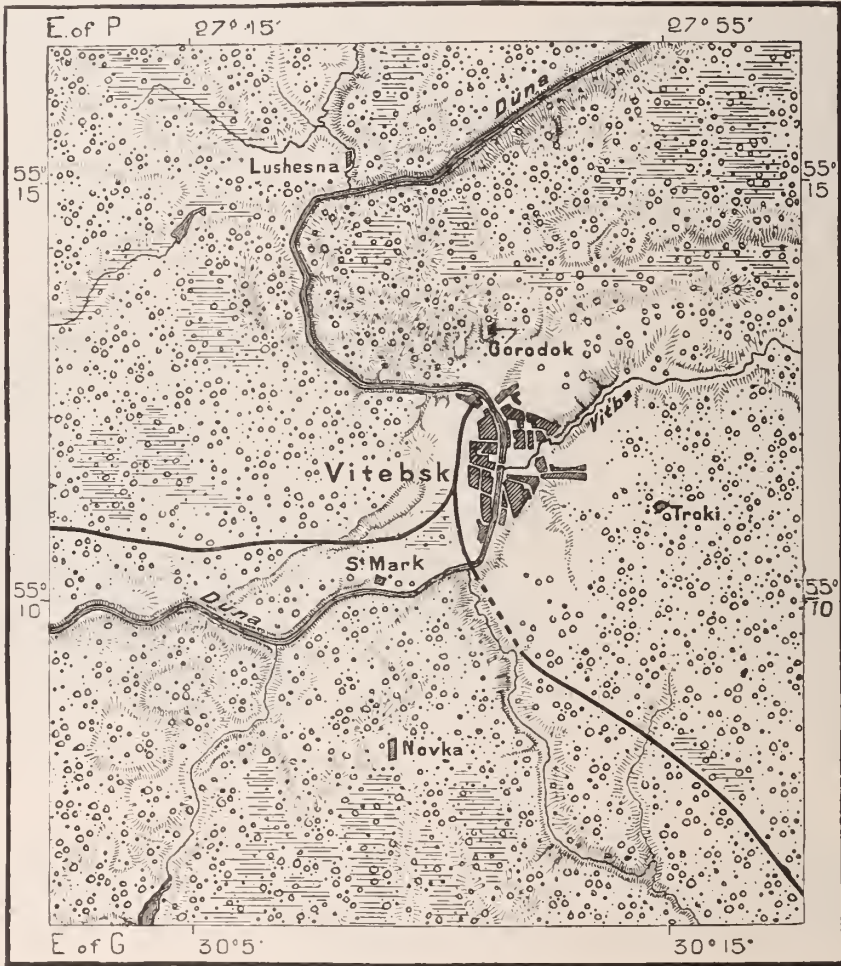 E. of P
27° 15′
27° 55′
Düna
Lushesna
55°
15
55°
15
Gorodok
Vitba
Vitebsk
Troki
St Mark
55°
10
Düna
55°
10
Novka
E of G
30° 5′
30° 15′